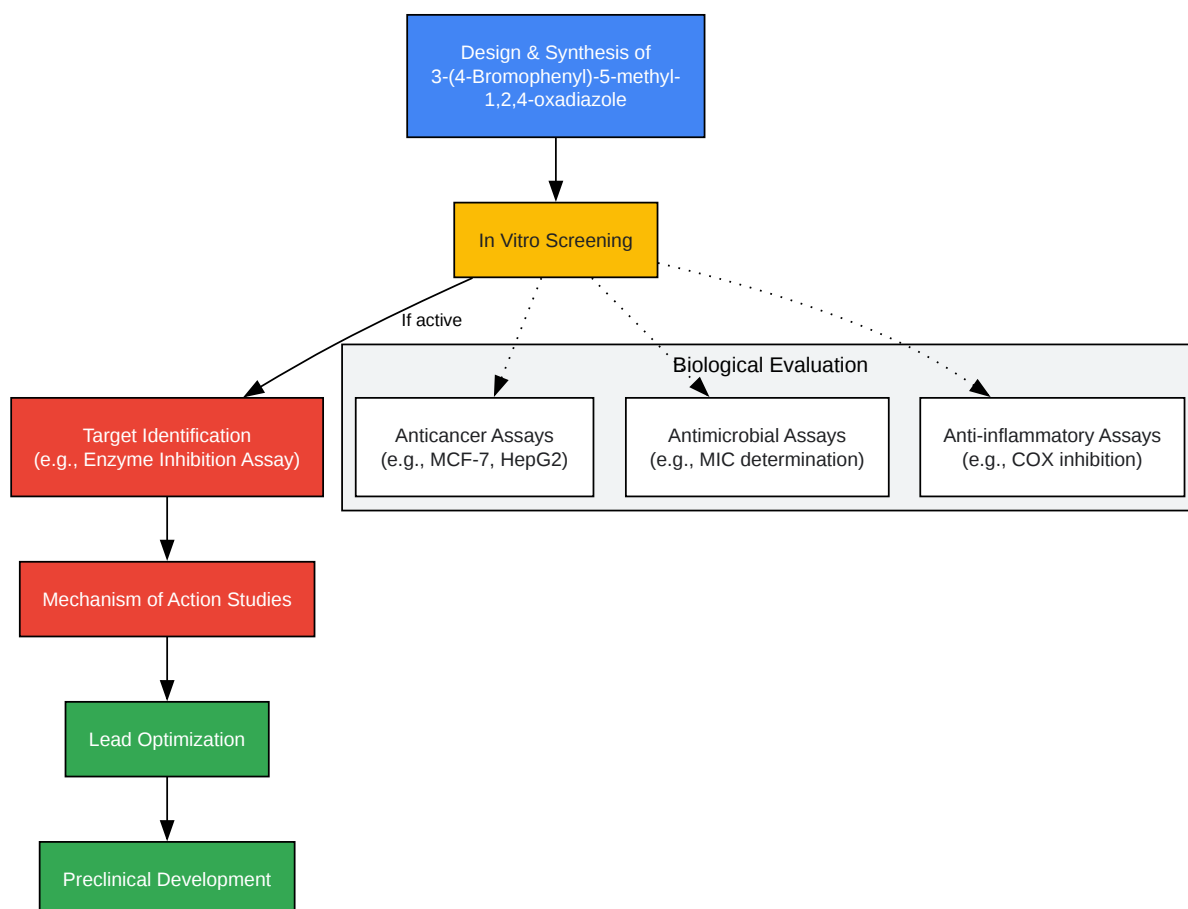 Design & Synthesis of
3-(4-Bromophenyl)-5-methyl-
1,2,4-oxadiazole
In Vitro Screening
If active
Biological Evaluation
Target Identification
(e.g., Enzyme Inhibition Assay)
Anticancer Assays
(e.g., MCF-7, HepG2)
Antimicrobial Assays
(e.g., MIC determination)
Anti-inflammatory Assays
(e.g., COX inhibition)
Mechanism of Action Studies
Lead Optimization
Preclinical Development